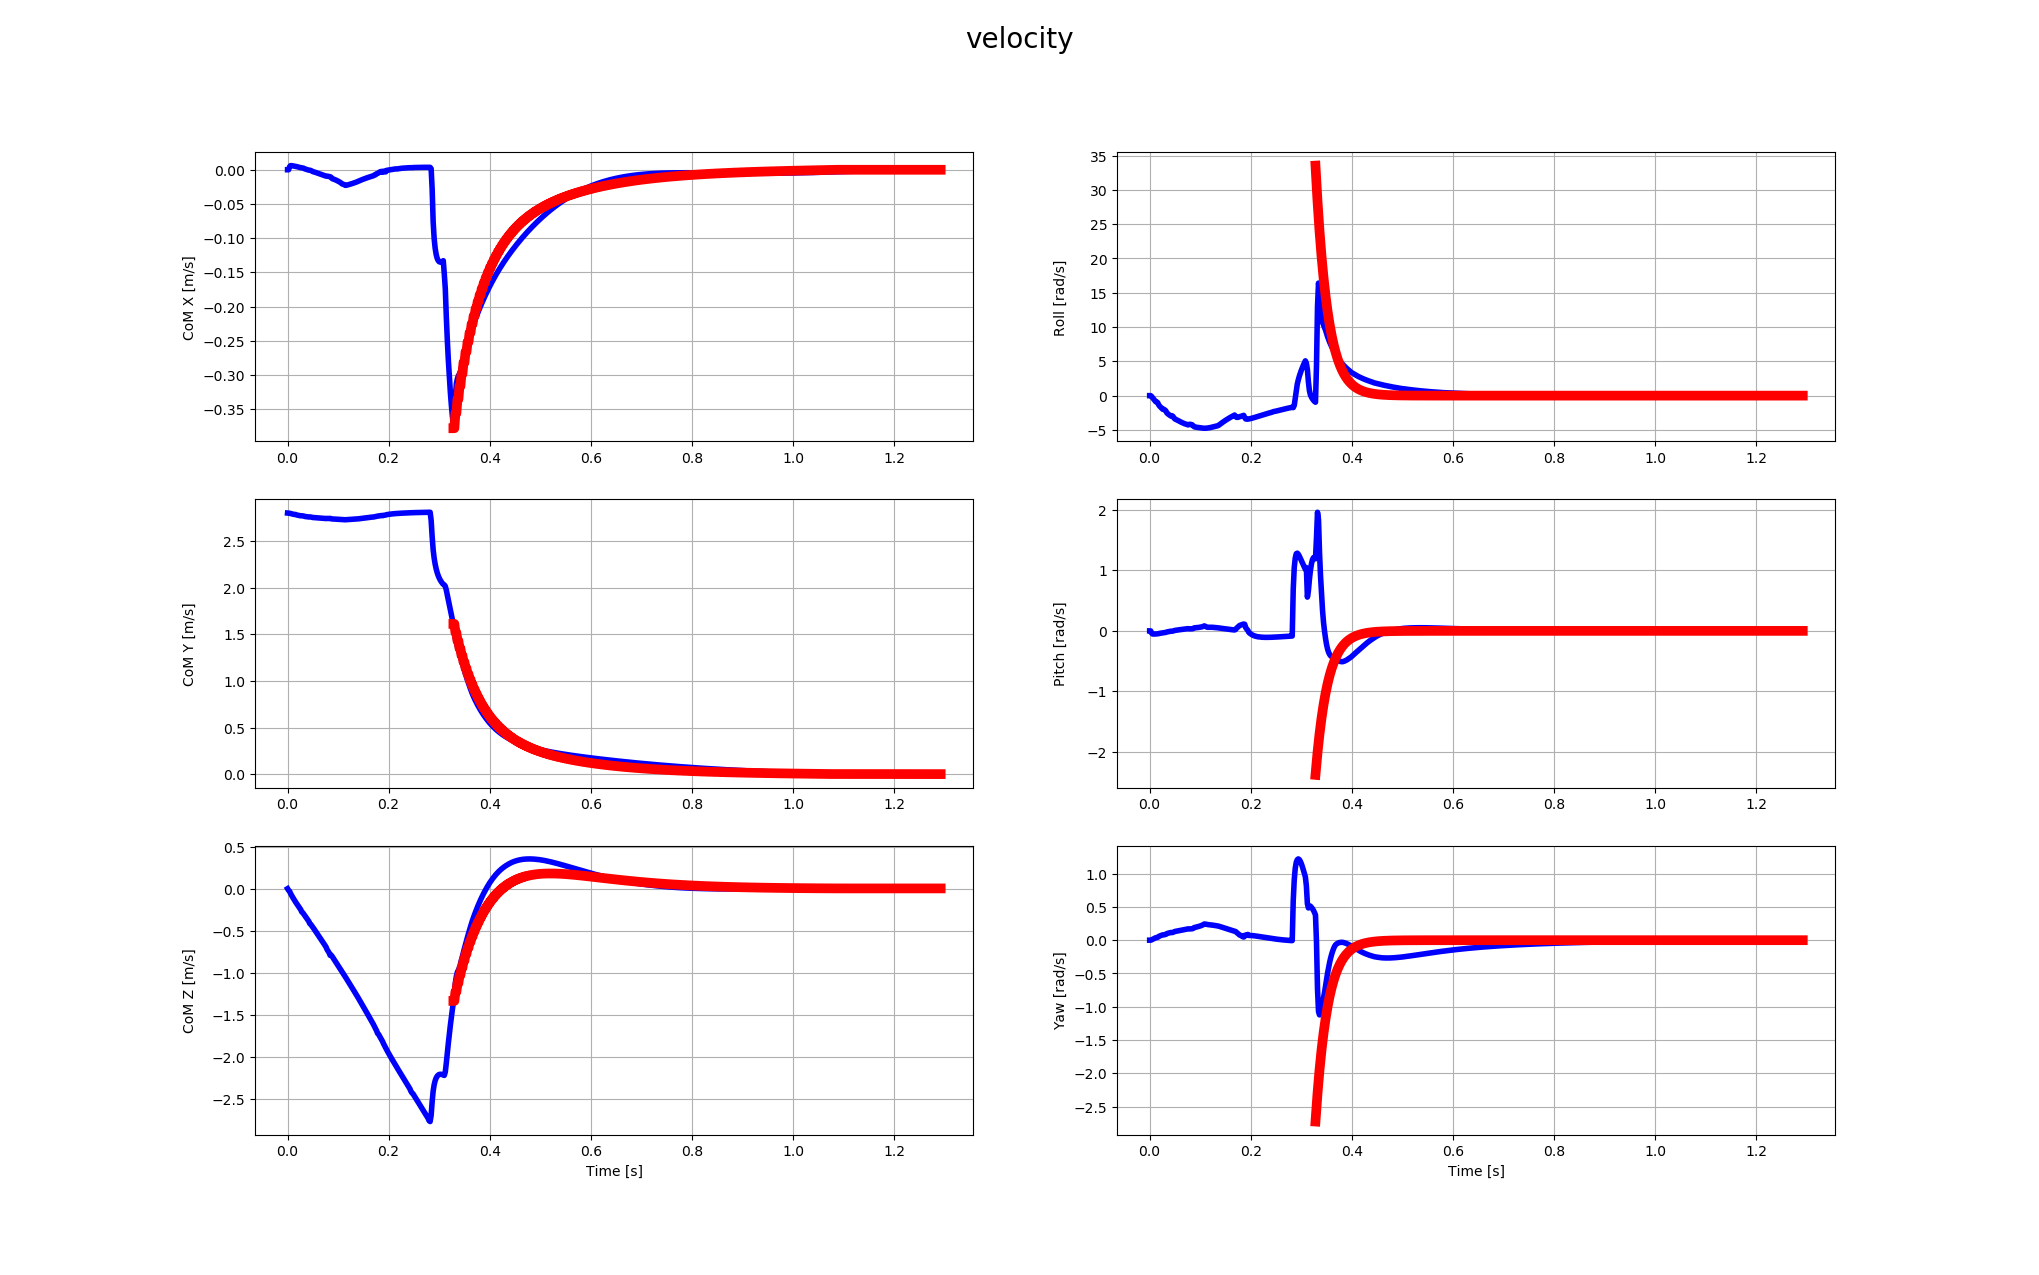 velocity
CoM X [m/s]
0.00
−0.05
−0.10
−0.15
−0.20
−0.25
−0.30
−0.35
0.0 0.2 0.4 0.6 0.8 1.0 1.2
Roll [rad/s]
35
30
25
20
15
10
5
0
−5
0.0 0.2 0.4 0.6 0.8 1.0 1.2
CoM Y [m/s]
2.5
2.0
1.5
1.0
0.5
0.0
0.0 0.2 0.4 0.6 0.8 1.0 1.2
Pitch [rad/s]
2
1
0
−1
−2
0.0 0.2 0.4 0.6 0.8 1.0 1.2
CoM Z [m/s]
0.5
0.0
−0.5
−1.0
−1.5
−2.0
−2.5
0.0 0.2 0.4 0.6 0.8 1.0 1.2
Time [s]
Yaw [rad/s]
1.0
0.5
0.0
−0.5
−1.0
−1.5
−2.0
−2.5
0.0 0.2 0.4 0.6 0.8 1.0 1.2
Time [s]